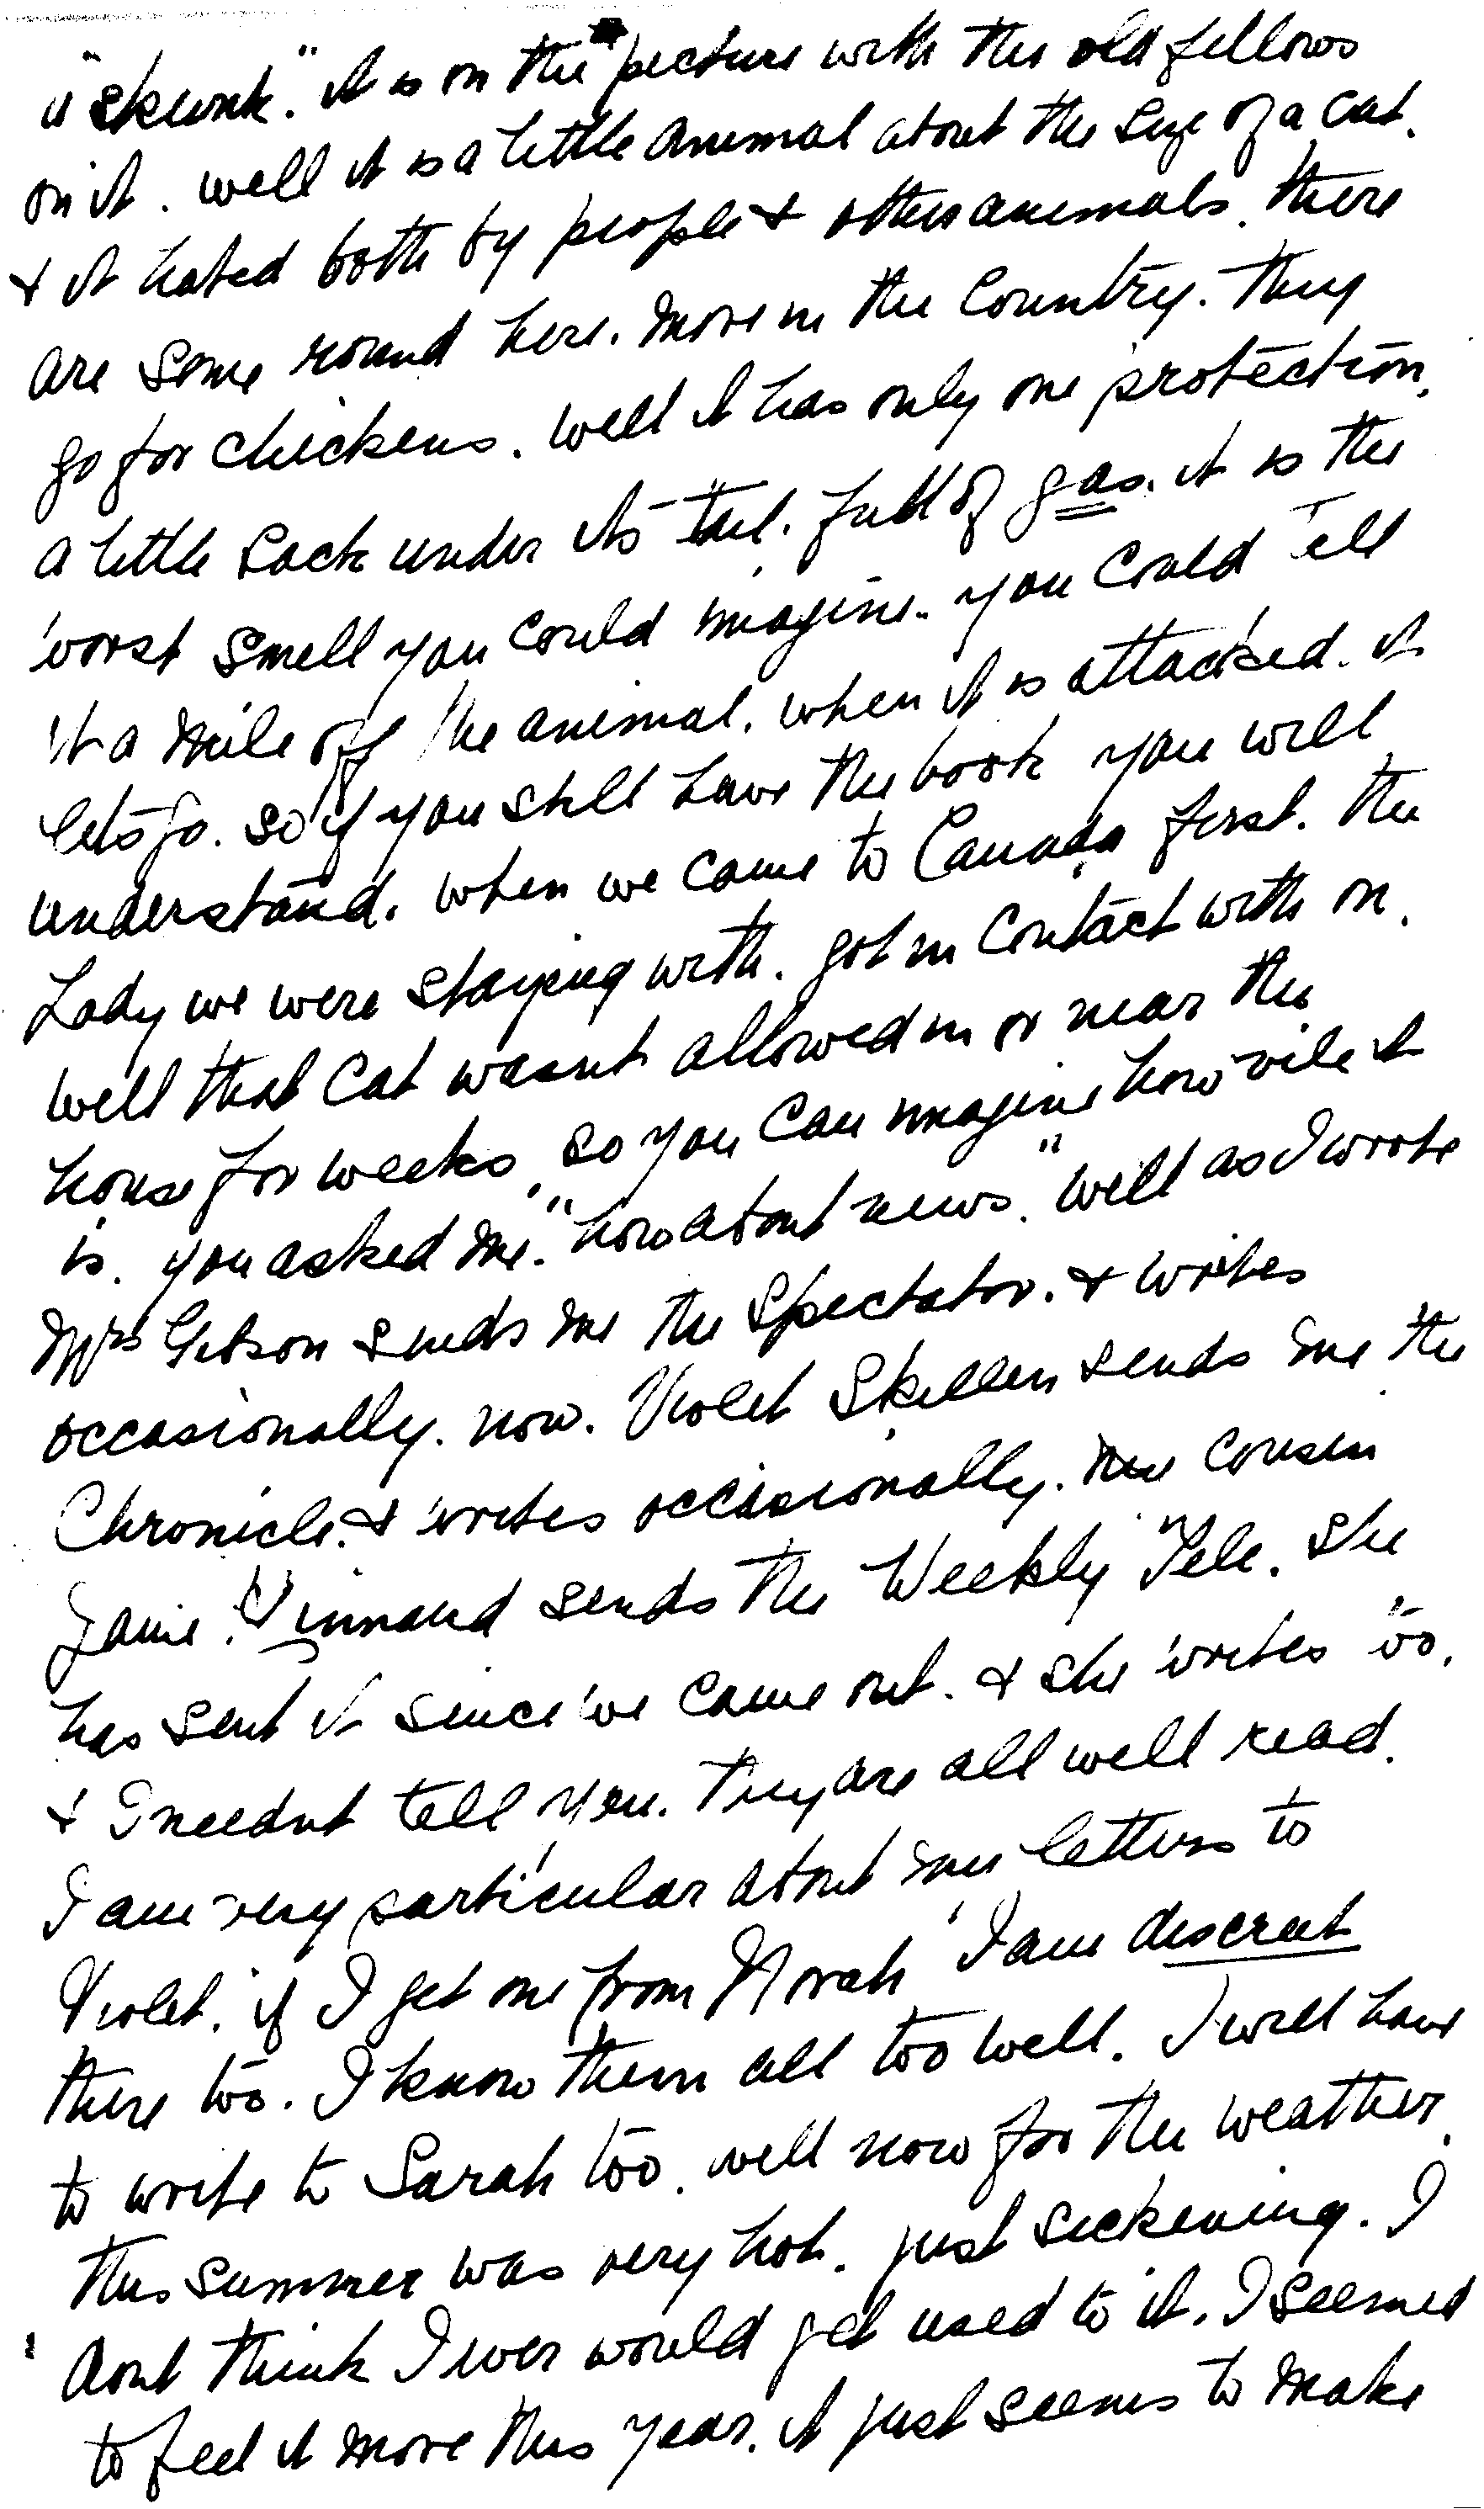 "skunk." it is on the picture with the old fellows
on it. well it is a little animal about the size of a cat.
& it hated both by people & other animals. there
are some round here. more in the country. they
go for chickens. well it has only one protection.
a little sack under its tail. full of gas. it is the
worst smell you could imagine. you could Tell
it a mile off the animal. when it is attacked. it
lets go. so if you still have the book you will
understand. when we came to Canada first. the
Lady we were staying with. got in contact with on.
well that cat wasnt allowed in or near the
house for weeks, so you can imagine how vile it
is. you asked me. "how about news." well as I wrote
Mrs Gibson sends me the Spectator. & writes
occasionally. now. Violet Skillen sends me the
Chronicle. & writes occasionally. my cousin
Janie sends the Weekly Tele. she
has sent it since we came out. & she writes too.
& I neednt tell you. they are all well read.
I am very particular about my letters to
Violet. if I get one from Norah I am discreet
there too. I know them all too well. I will have
to write to Sarah too. well now for the weather.
this summer was very hot. just sickening. I
dont think I ever would get used to it. I seemed
to feel it more this year. it just seems to make